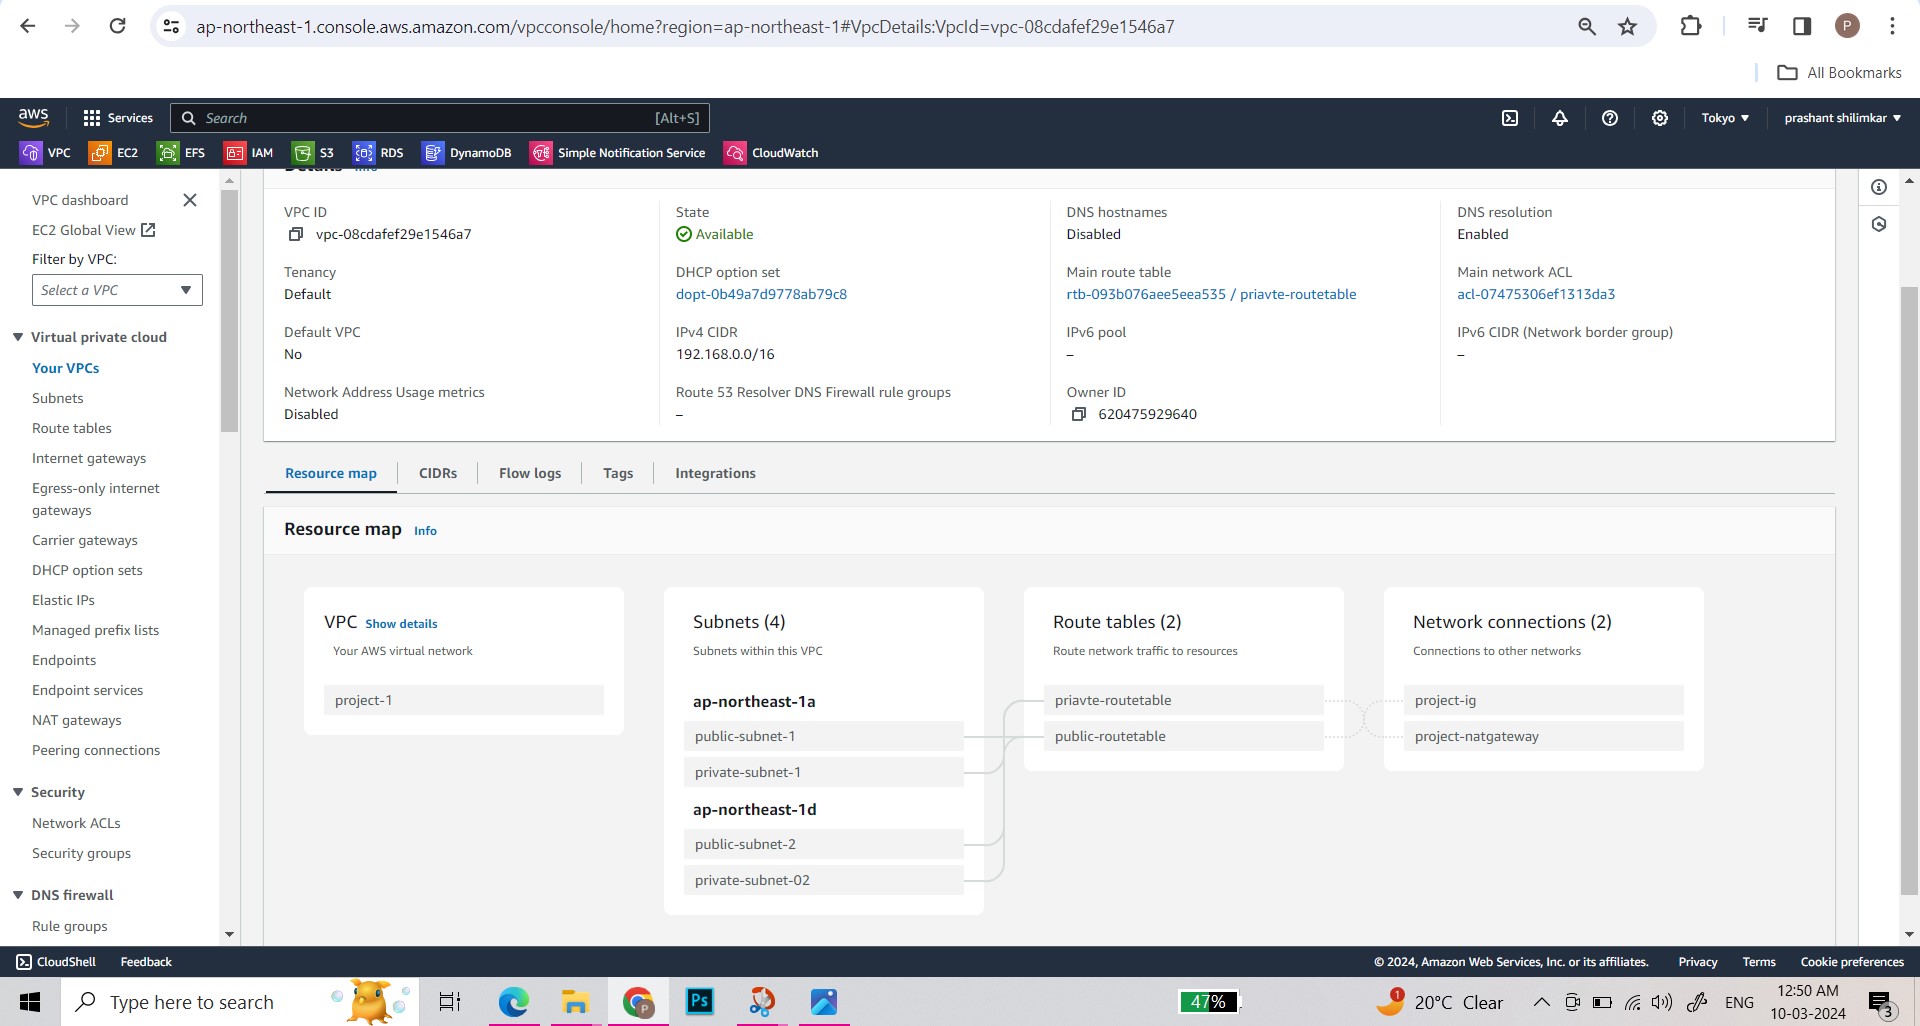 ap-northeast-1.console.aws.amazon.com/vpcconsole/home?region=ap-northeast-1#VpcDetails:VpcId=vpc-08cdafef29e1546a7
P
All Bookmarks
aws
Services
Search
[Alt+S]
Tokyo ▼
prashant shilimkar ▼
VPC
EC2
EFS
IAM
S3
RDS
DynamoDB
Simple Notification Service
CloudWatch
VPC dashboard
EC2 Global View
Filter by VPC:
Select a VPC
Virtual private cloud
Your VPCs
Subnets
Route tables
Internet gateways
Egress-only internet
gateways
Carrier gateways
DHCP option sets
Elastic IPs
Managed prefix lists
Endpoints
Endpoint services
NAT gateways
Peering connections
Security
Network ACLs
Security groups
DNS firewall
Rule groups
Details Info
VPC ID
vpc-08cdafef29e1546a7
State
Available
DNS hostnames
Disabled
DNS resolution
Enabled
Tenancy
Default
DHCP option set
dopt-0b49a7d9778ab79c8
Main route table
rtb-093b076aee5eea535 / priavte-routetable
Main network ACL
acl-07475306ef1313da3
Default VPC
No
IPv4 CIDR
192.168.0.0/16
IPv6 pool
–
IPv6 CIDR (Network border group)
–
Network Address Usage metrics
Disabled
Route 53 Resolver DNS Firewall rule groups
–
Owner ID
620475929640
Resource map
CIDRs
Flow logs
Tags
Integrations
Resource map Info
VPC Show details
Your AWS virtual network
project-1
Subnets (4)
Subnets within this VPC
ap-northeast-1a
public-subnet-1
private-subnet-1
ap-northeast-1d
public-subnet-2
private-subnet-02
Route tables (2)
Route network traffic to resources
priavte-routetable
public-routetable
Network connections (2)
Connections to other networks
project-ig
project-natgateway
CloudShell
Feedback
© 2024, Amazon Web Services, Inc. or its affiliates.
Privacy
Terms
Cookie preferences
Type here to search
P
Ps
47%
1
20°C Clear
ENG
12:50 AM
10-03-2024
3